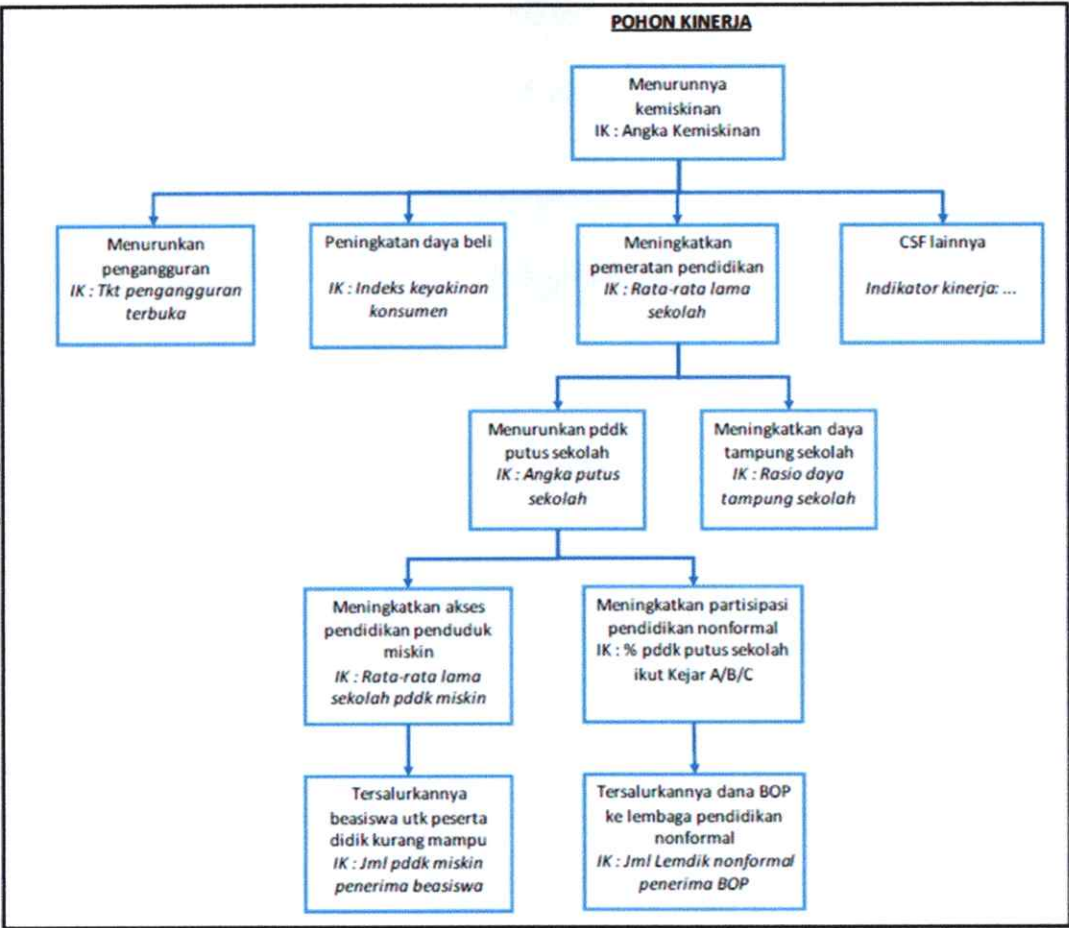 POHON KINERJA
Menurunnya
kemiskinan
IK : Angka Kemiskinan
Menurunkan
pengangguran
IK : Tkt pengangguran
terbuka
Peningkatan daya beli
IK : Indeks keyakinan
konsumen
Meningkatkan
pemeratan pendidikan
IK : Rata-rata lama
sekolah
CSF lainnya
Indikator kinerja: ...
Menurunkan pddk
putus sekolah
IK : Angka putus
sekolah
Meningkatkan daya
tampung sekolah
IK : Rasio daya
tampung sekolah
Meningkatkan akses
pendidikan penduduk
miskin
IK : Rata-rata lama
sekolah pddk miskin
Meningkatkan partisipasi
pendidikan nonformal
IK : % pddk putus sekolah
ikut Kejar A/B/C
Tersalurkannya
beasiswa utk peserta
didik kurang mampu
IK : Jml pddk miskin
penerima beasiswa
Tersalurkannya dana BOP
ke lembaga pendidikan
nonformal
IK : Jml Lemdik nonformal
penerima BOP